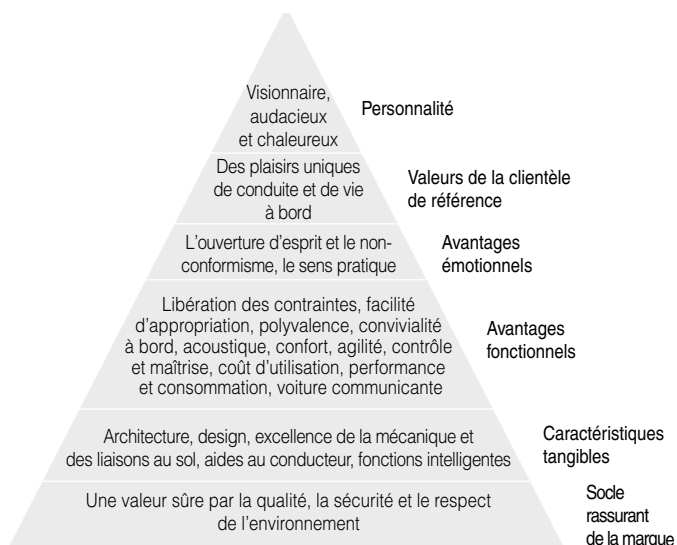 Visionnaire,
audacieux
et chaleureux
Personnalité
Des plaisirs uniques
de conduite et de vie
à bord
Valeurs de la clientèle
de référence
L'ouverture d'esprit et le non-
conformisme, le sens pratique
Avantages
émotionnels
Libération des contraintes, facilité
d'appropriation, polyvalence, convivialité
à bord, acoustique, confort, agilité, contrôle
et maîtrise, coût d'utilisation, performance
et consommation, voiture communicante
Avantages
fonctionnels
Architecture, design, excellence de la mécanique et
des liaisons au sol, aides au conducteur, fonctions intelligentes
Caractéristiques
tangibles
Une valeur sûre par la qualité, la sécurité et le respect
de l'environnement
Socle
rassurant
de la marque